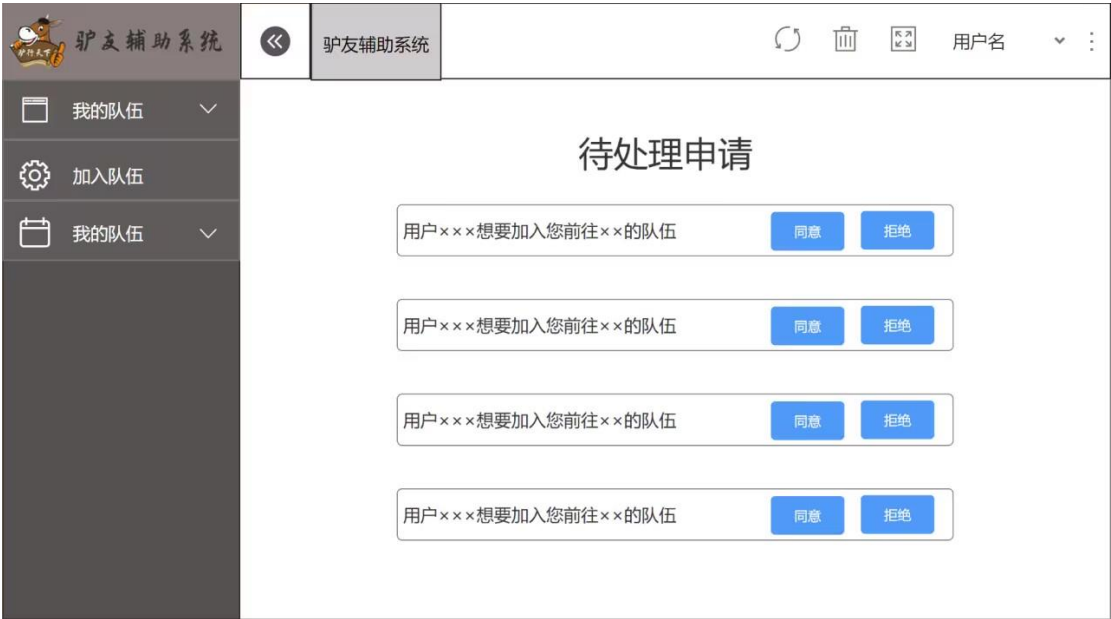 驴行天下
驴友辅助系统
驴友辅助系统
用户名
我的队伍
加入队伍
我的队伍
待处理申请
用户×××想要加入您前往××的队伍 同意 拒绝
用户×××想要加入您前往××的队伍 同意 拒绝
用户×××想要加入您前往××的队伍 同意 拒绝
用户×××想要加入您前往××的队伍 同意 拒绝